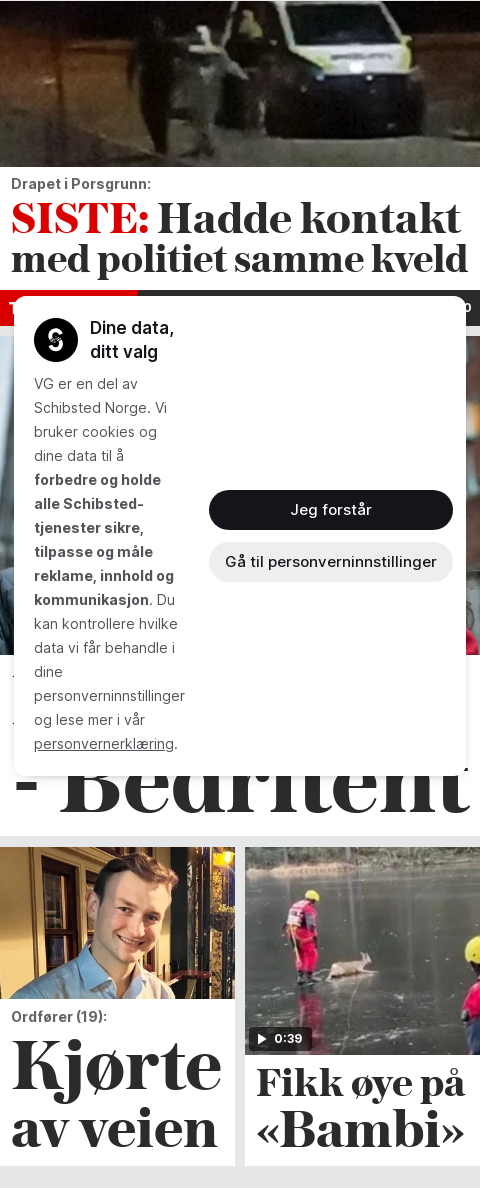 Drapet i Porsgrunn:
SISTE: Hadde kontakt
med politiet samme kveld
Dine data,
ditt valg
VG er en del av
Schibsted Norge. Vi
bruker cookies og
dine data til å
forbedre og holde
alle Schibsted-
tjenester sikre,
tilpasse og måle
reklame, innhold og
kommunikasjon. Du
kan kontrollere hvilke
data vi får behandle i
dine
personverninnstillinger
og lese mer i vår
personvernerklæring.
Jeg forstår
Gå til personverninnstillinger
- Bedritent
Ordfører (19):
Kjørte
av veien
0:39
Fikk øye på
«Bambi»